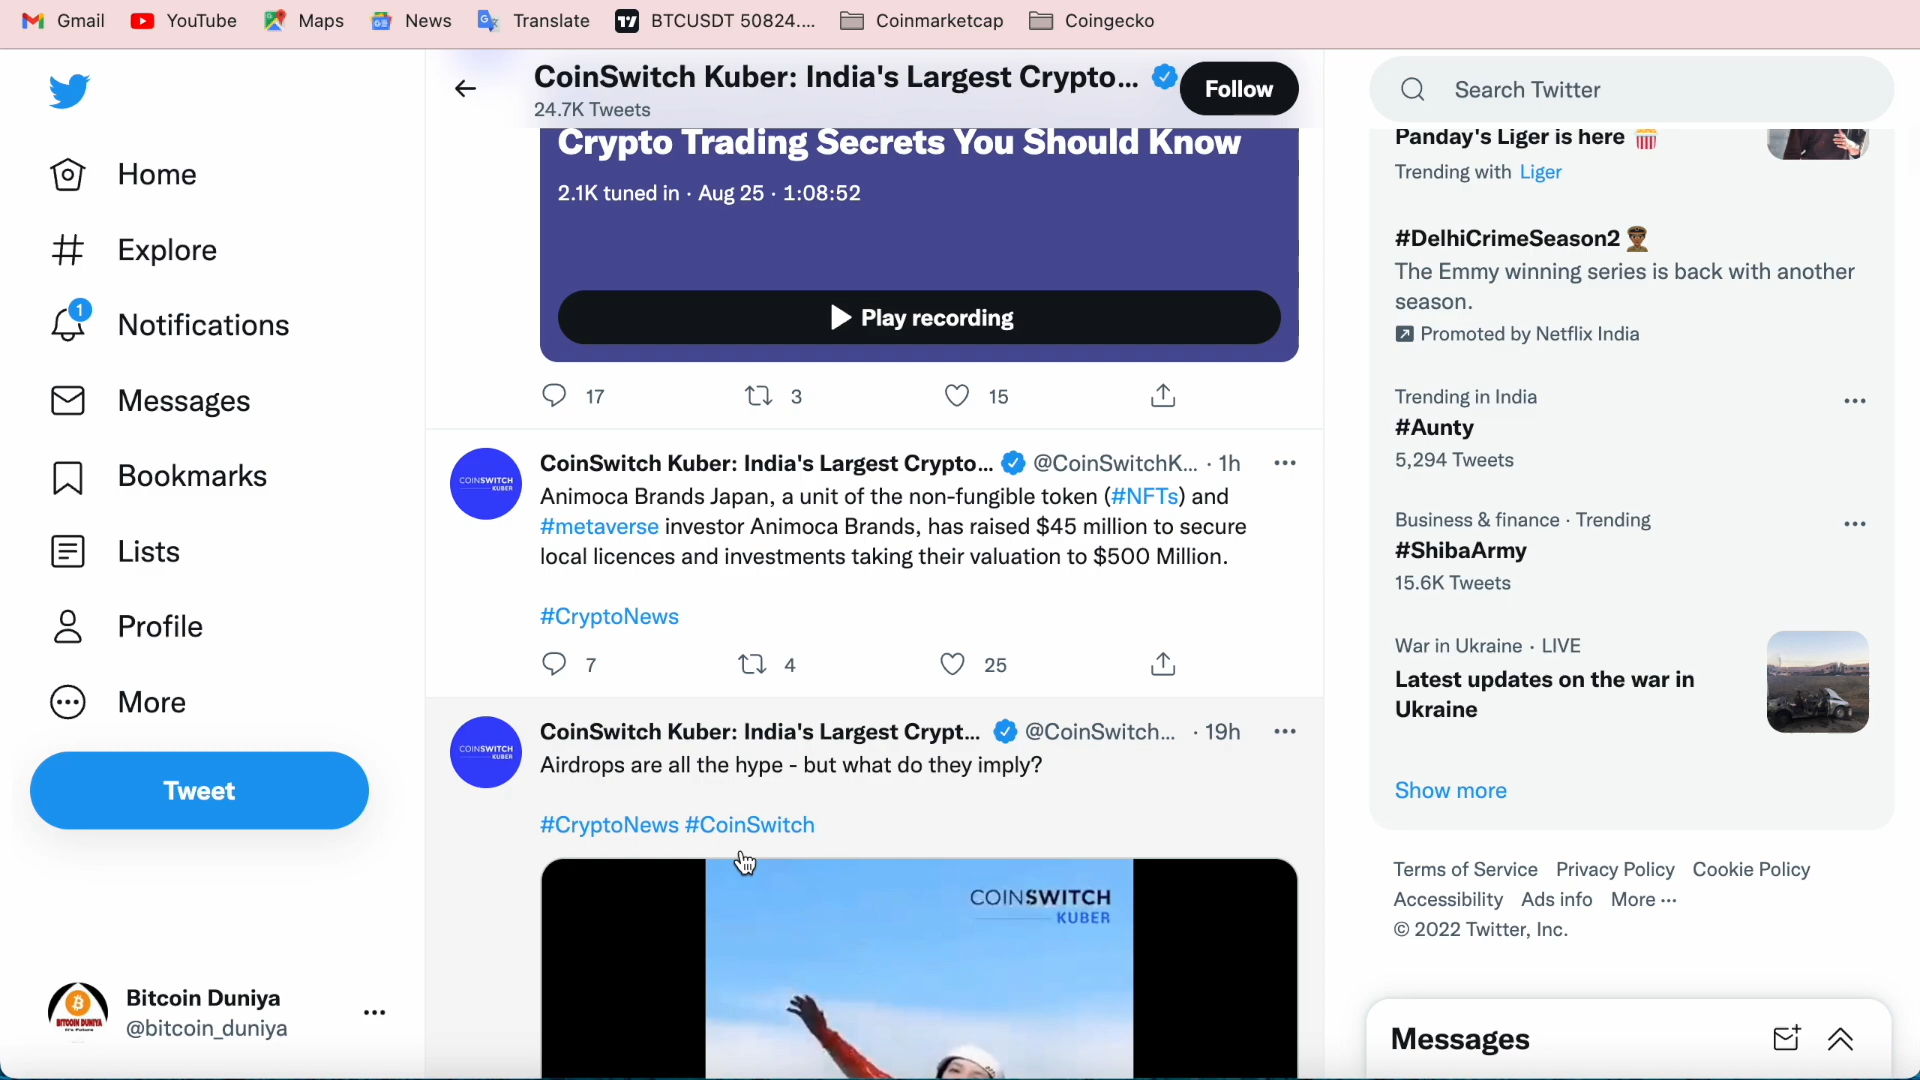 Gmail YouTube Maps News Translate BTCUSDT 50824.... Coinmarketcap Coingecko
CoinSwitch Kuber: India's Largest Crypto...
24.7K Tweets
Follow
Search Twitter
Home
Explore
1
Notifications
Messages
Bookmarks
Lists
Profile
More
Tweet
Bitcoin Duniya
@bitcoin_duniya
BITCOIN DUNIYA
Crypto Trading Secrets You Should Know
2.1K tuned in · Aug 25 · 1:08:52
Play recording
17 3 15
COINSWITCH
KUBER
CoinSwitch Kuber: India's Largest Crypto... @CoinSwitchK... · 1h
Animoca Brands Japan, a unit of the non-fungible token (#NFTs) and
#metaverse investor Animoca Brands, has raised $45 million to secure
local licences and investments taking their valuation to $500 Million.
#CryptoNews
7 4 25
COINSWITCH
KUBER
CoinSwitch Kuber: India's Largest Crypt... @CoinSwitch... · 19h
Airdrops are all the hype - but what do they imply?
#CryptoNews #CoinSwitch
COINSWITCH
KUBER
Panday's Liger is here
Trending with Liger
#DelhiCrimeSeason2
The Emmy winning series is back with another
season.
Promoted by Netflix India
Trending in India
#Aunty
5,294 Tweets
Business & finance · Trending
#ShibaArmy
15.6K Tweets
War in Ukraine · LIVE
Latest updates on the war in
Ukraine
Show more
Terms of Service Privacy Policy Cookie Policy
Accessibility Ads info More ···
© 2022 Twitter, Inc.
Messages